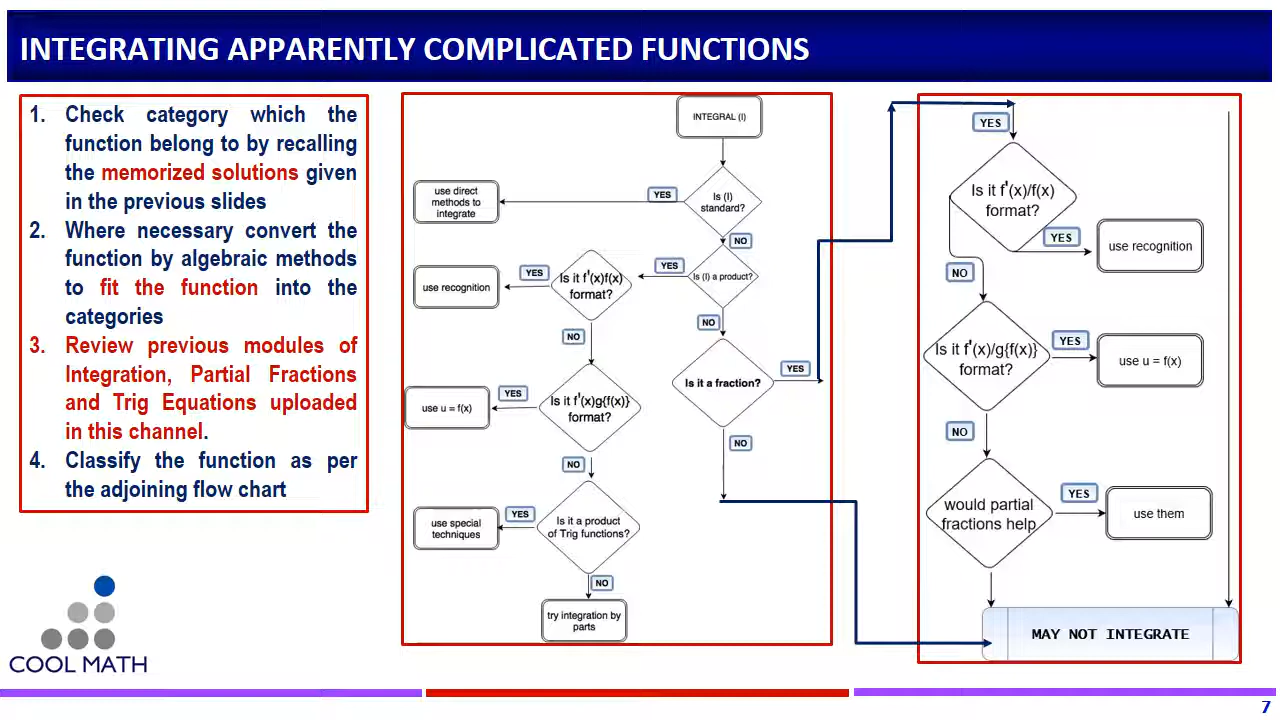 INTEGRATING APPARENTLY COMPLICATED FUNCTIONS
1. Check category which the
function belong to by recalling
the memorized solutions given
in the previous slides
2. Where necessary convert the
function by algebraic methods
to fit the function into the
categories
3. Review previous modules of
Integration, Partial Fractions
and Trig Equations uploaded
in this channel.
4. Classify the function as per
the adjoining flow chart
COOL MATH
INTEGRAL (I)
Is (I)
standard?
YES
use direct
methods to
integrate
NO
Is (I) a product?
YES
Is it f'(x)f(x)
format?
YES
use recognition
NO
Is it f'(x)g{f(x)}
format?
YES
use u = f(x)
NO
Is it a product
of Trig functions?
YES
use special
techniques
NO
try integration by
parts
NO
Is it a fraction?
YES
NO
YES
Is it f'(x)/f(x)
format?
YES
use recognition
NO
Is it f'(x)/g{f(x)}
format?
YES
use u = f(x)
NO
would partial
fractions help
YES
use them
MAY NOT INTEGRATE
7